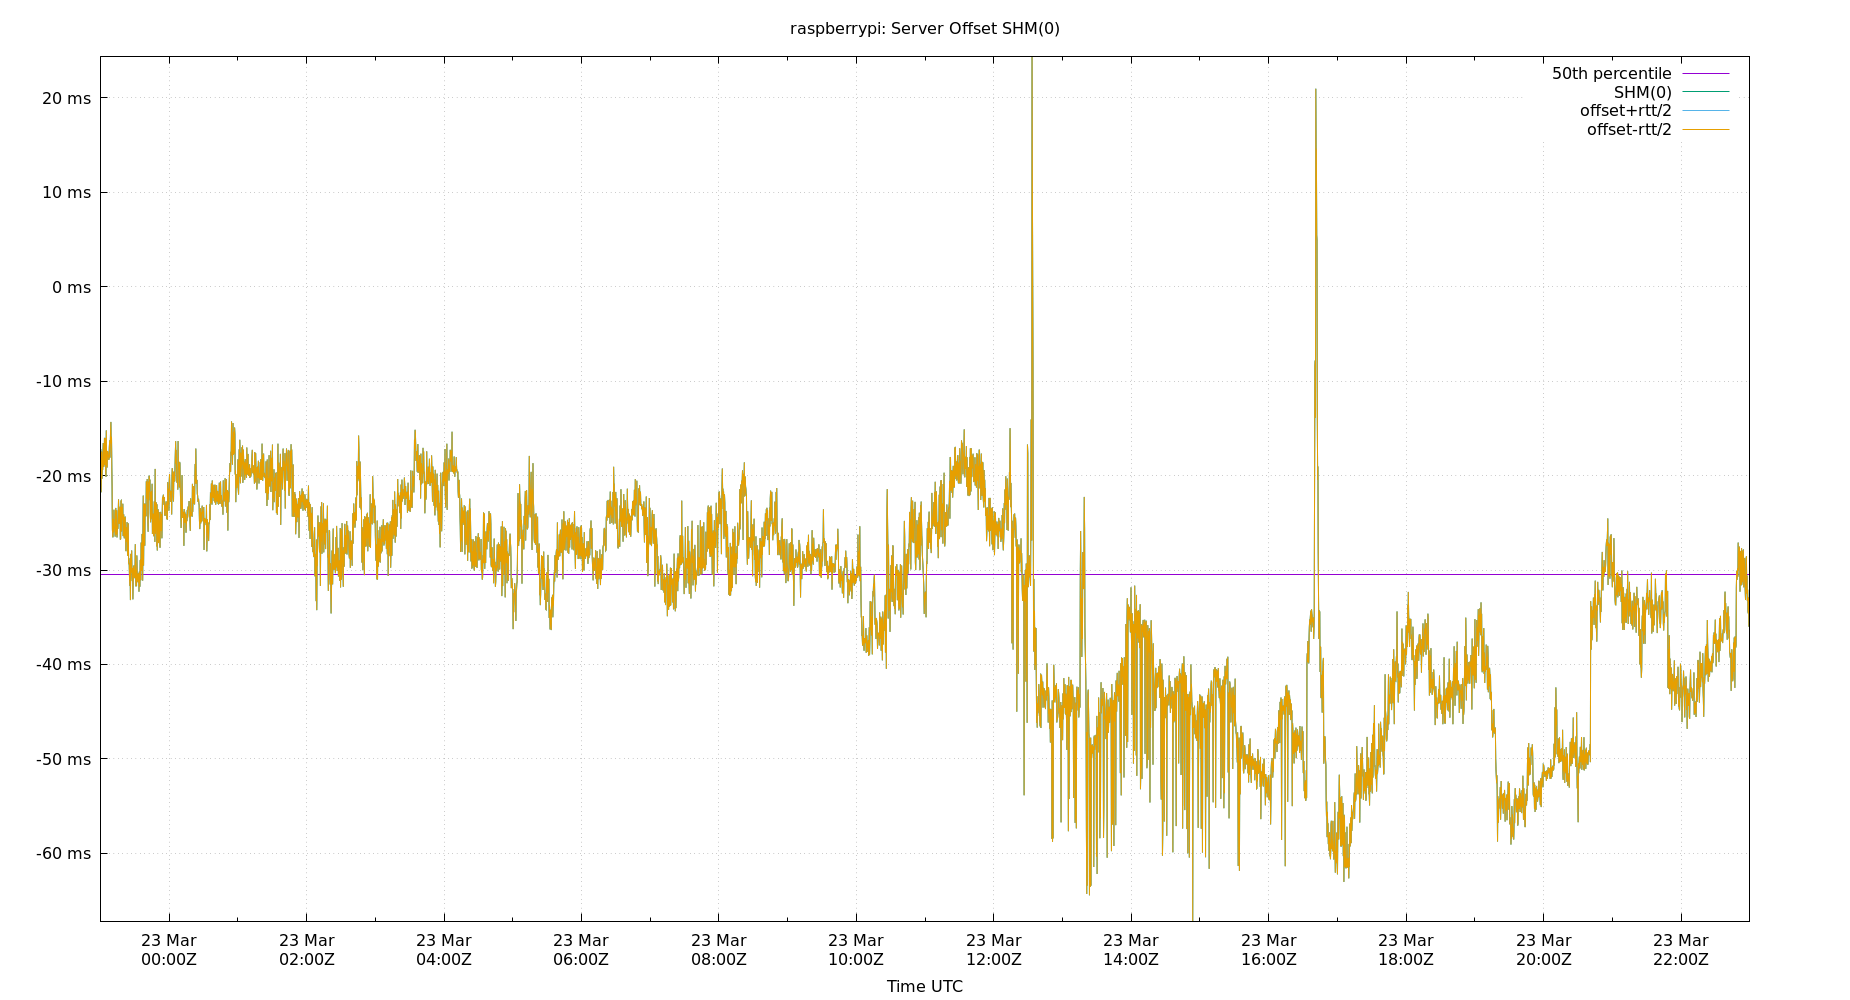 raspberrypi: Server Offset SHM(0)
50th percentile
SHM(0)
offset+rtt/2
offset-rtt/2
20 ms
10 ms
0 ms
-10 ms
-20 ms
-30 ms
-40 ms
-50 ms
-60 ms
23 Mar 23 Mar 23 Mar 23 Mar 23 Mar 23 Mar 23 Mar 23 Mar 23 Mar 23 Mar 23 Mar 23 Mar
00:00Z 02:00Z 04:00Z 06:00Z 08:00Z 10:00Z 12:00Z 14:00Z 16:00Z 18:00Z 20:00Z 22:00Z
Time UTC